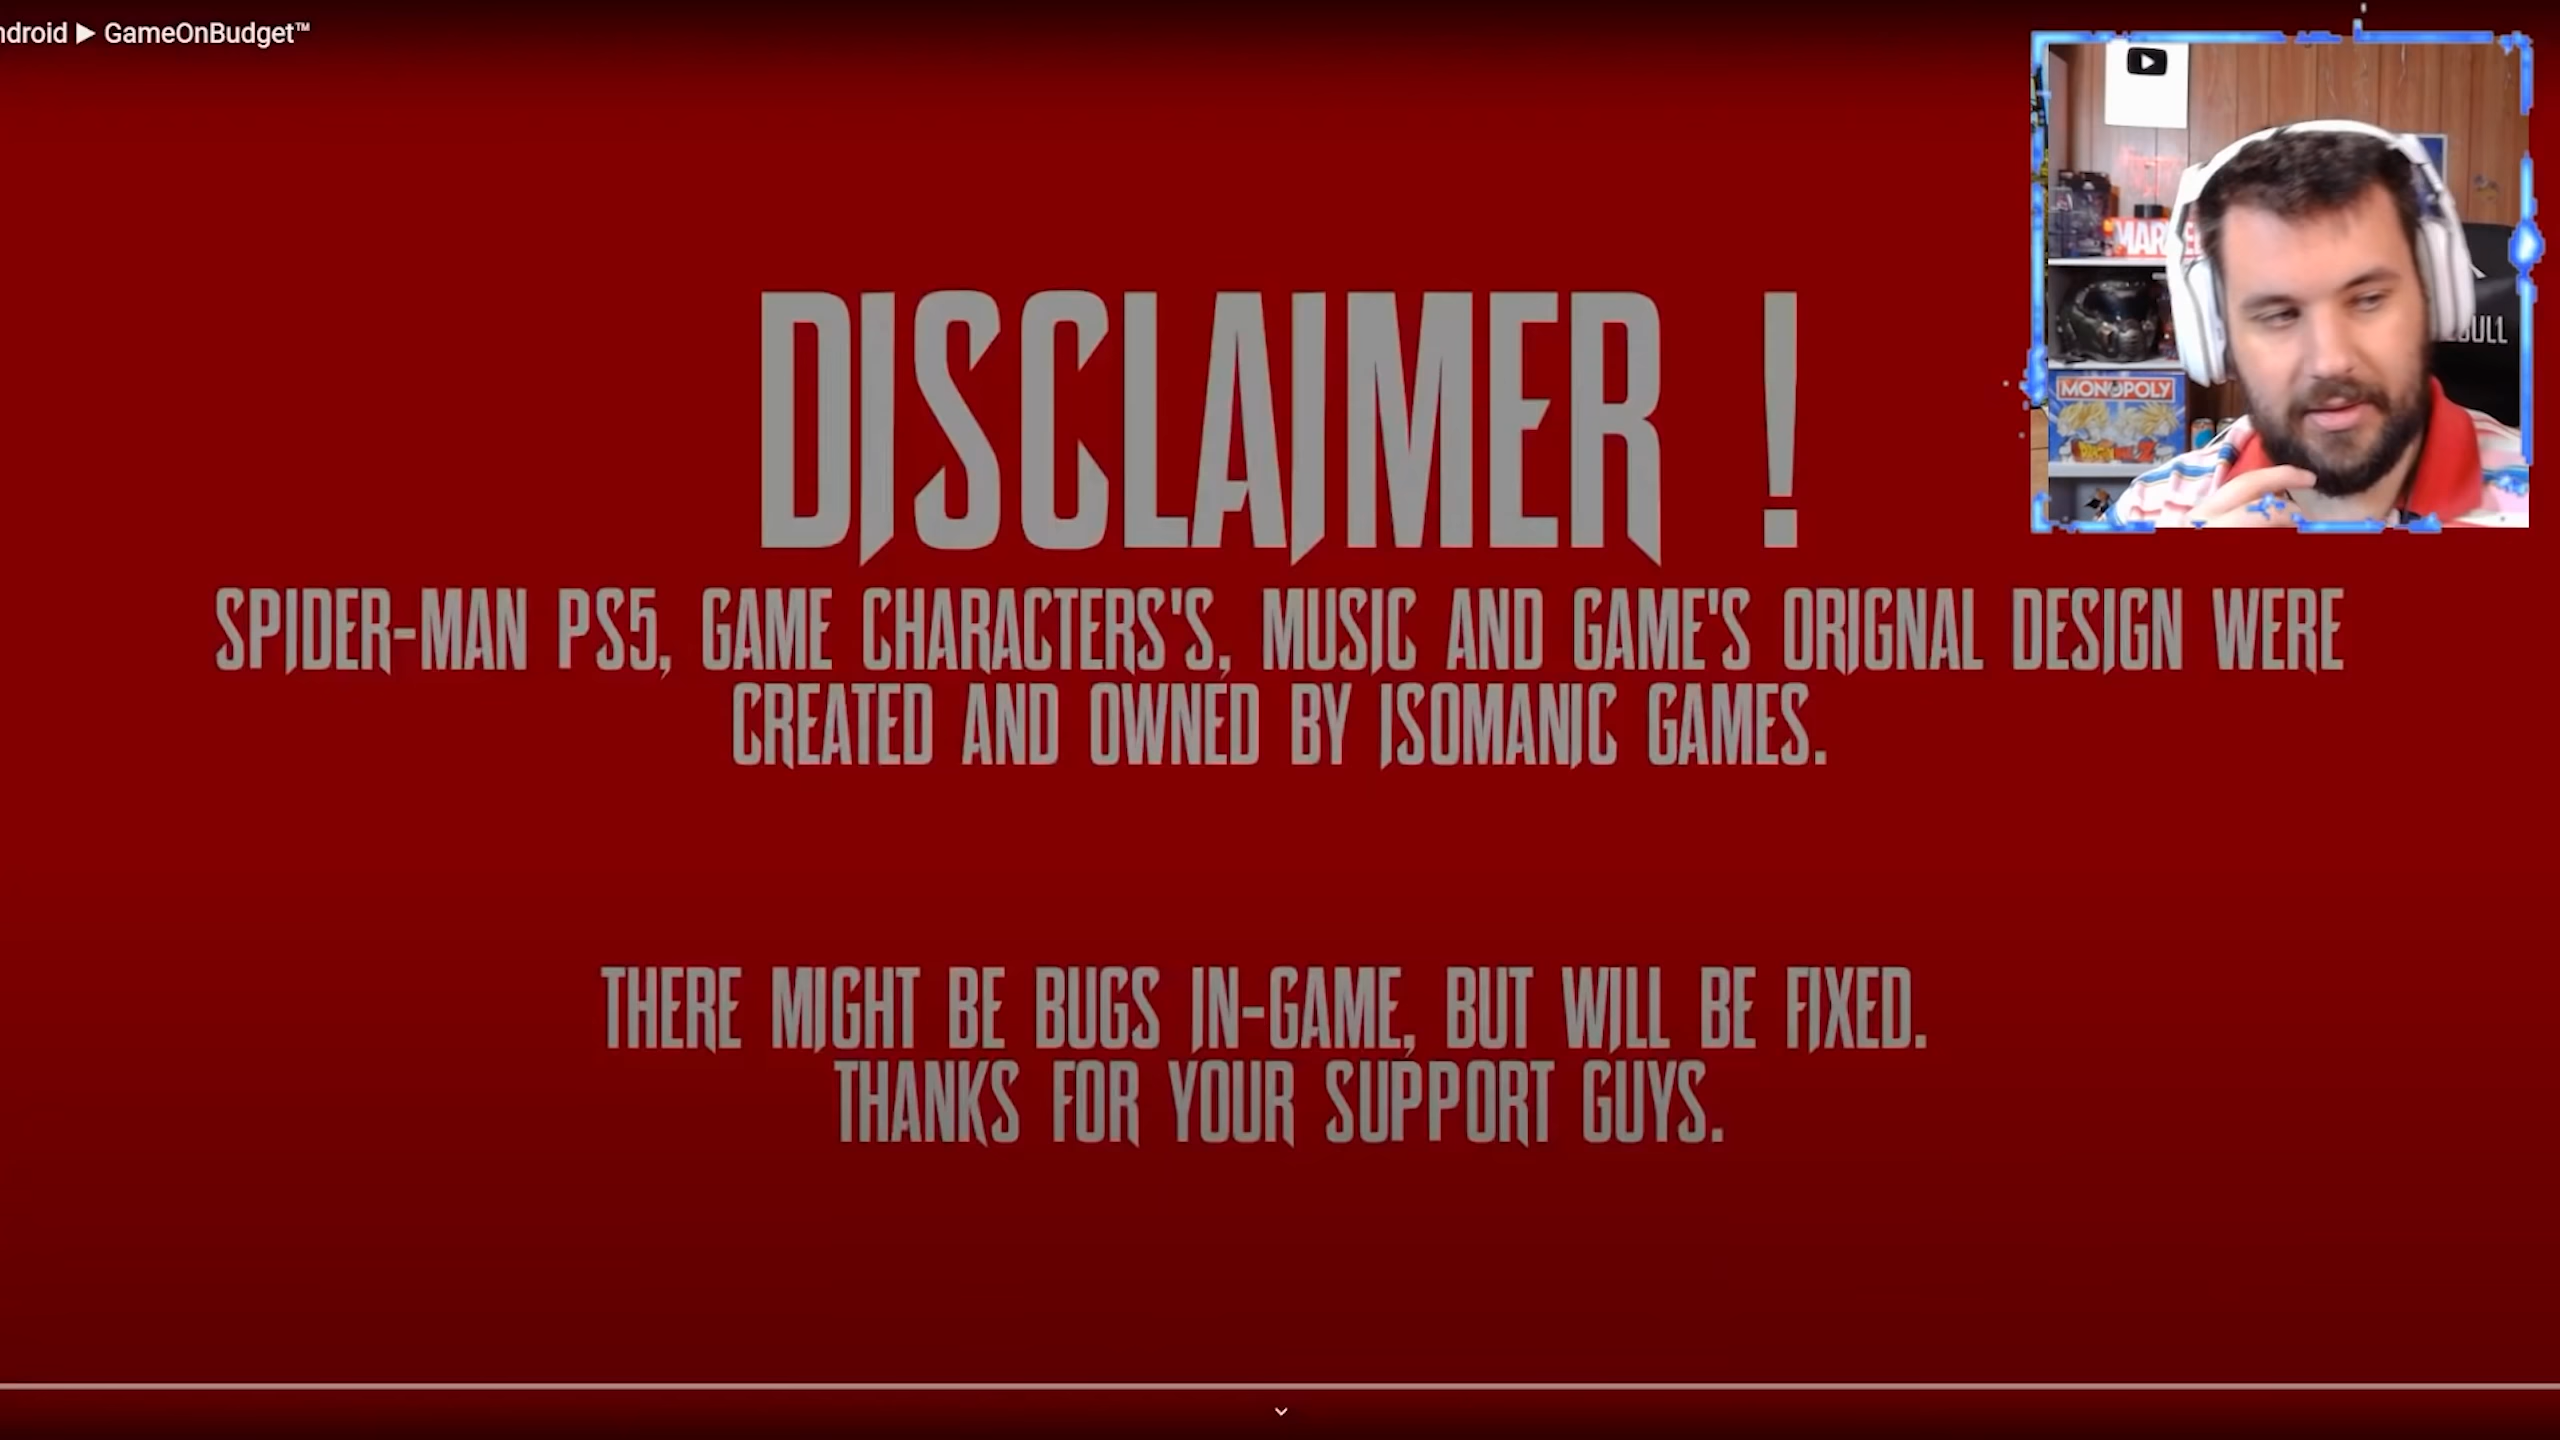 ndroid ▶ GameOnBudget™
DISCLAIMER !
SPIDER-MAN PS5, GAME CHARACTERS'S, MUSIC AND GAME'S ORIGNAL DESIGN WERE
CREATED AND OWNED BY ISOMANIC GAMES.
THERE MIGHT BE BUGS IN-GAME, BUT WILL BE FIXED.
THANKS FOR YOUR SUPPORT GUYS.
MARVEL
MONOPOLY